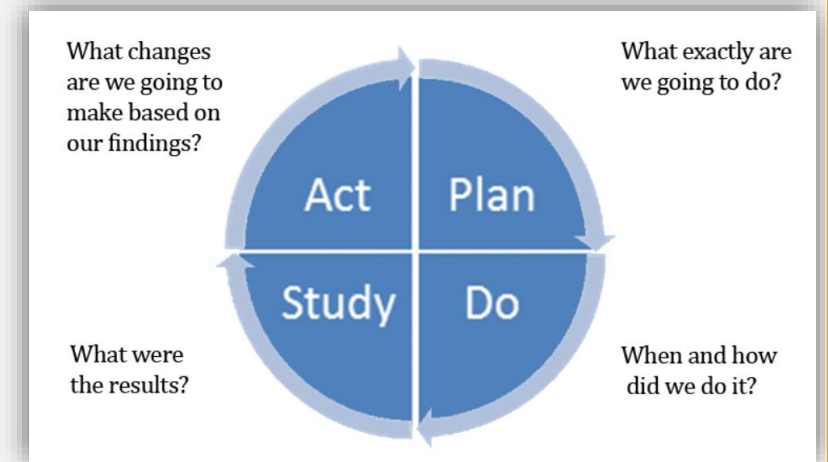 What changes
are we going to
make based on
our findings?
What exactly are
we going to do?
Act
Plan
Study
Do
What were
the results?
When and how
did we do it?